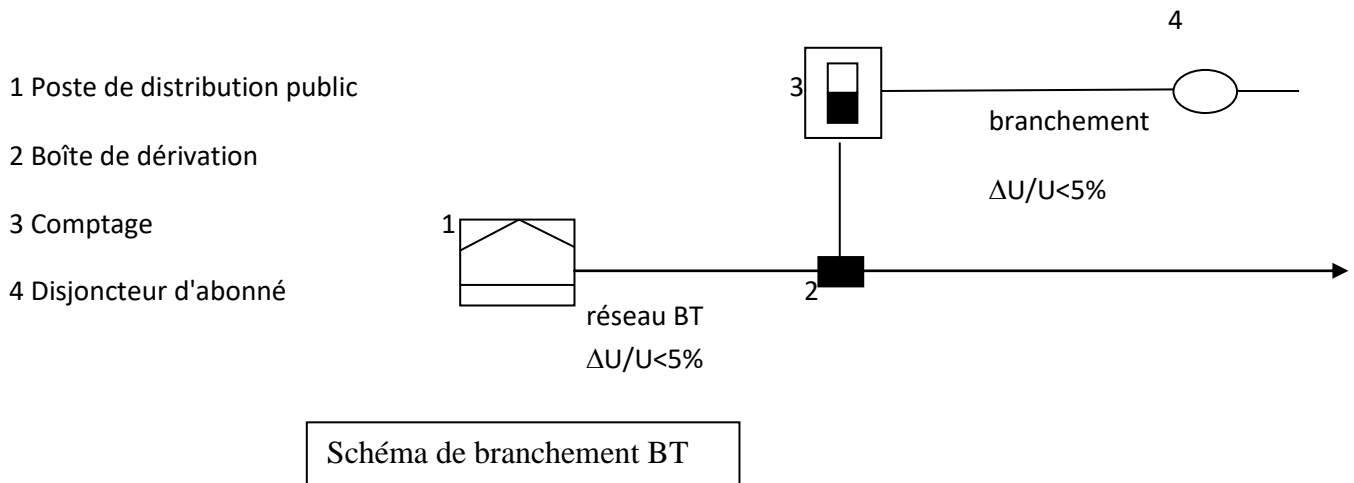 4
1 Poste de distribution public
3
branchement
2 Boîte de dérivation
ΔU/U<5%
3 Comptage
1
4 Disjoncteur d'abonné
2
réseau BT
ΔU/U<5%
Schéma de branchement BT